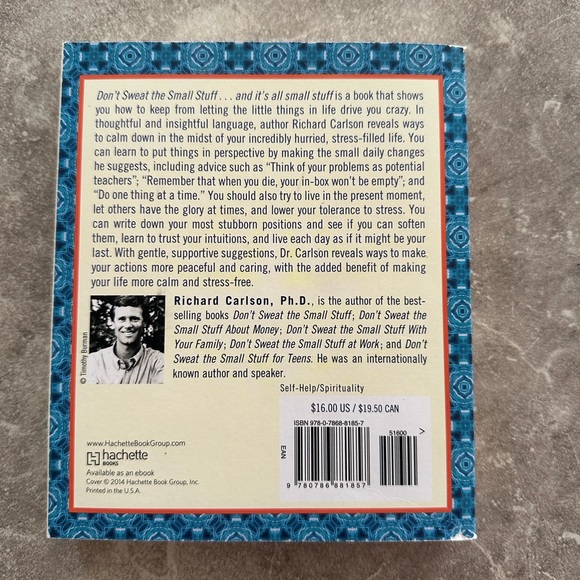 Don't Sweat the Small Stuff . . . and it's all small stuff is a book that shows
you how to keep from letting the little things in life drive you crazy. In
thoughtful and insightful language, author Richard Carlson reveals ways
to calm down in the midst of your incredibly hurried, stress-filled life. You
can learn to put things in perspective by making the small daily changes
he suggests, including advice such as “Think of your problems as potential
teachers”; “Remember that when you die, your in-box won't be empty”; and
“Do one thing at a time.” You should also try to live in the present moment,
let others have the glory at times, and lower your tolerance to stress. You
can write down your most stubborn positions and see if you can soften
them, learn to trust your intuitions, and live each day as if it might be your
last. With gentle, supportive suggestions, Dr. Carlson reveals ways to make
your actions more peaceful and caring, with the added benefit of making
your life more calm and stress-free.
© Timothy Burman
Richard Carlson, Ph.D., is the author of the best-
selling books Don't Sweat the Small Stuff; Don't Sweat the
Small Stuff About Money; Don't Sweat the Small Stuff With
Your Family; Don't Sweat the Small Stuff at Work; and Don't
Sweat the Small Stuff for Teens. He was an internationally
known author and speaker.
Self-Help/Spirituality
$16.00 US / $19.50 CAN
ISBN 978-0-7868-8185-7
51600
>
EAN
9 780786 881857
www.HachetteBookGroup.com
hachette
BOOKS
Available as an ebook
Cover © 2014 Hachette Book Group, Inc.
Printed in the U.S.A.